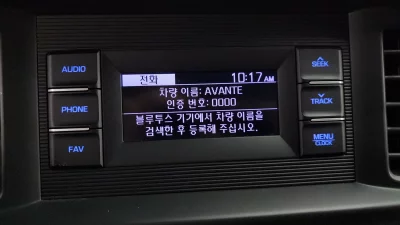 AUDIO
PHONE
FAV
전화 10:17 AM
차량 이름: AVANTE
인증 번호: 0000
블루투스 기기에서 차량 이름을
검색한 후 등록해 주십시오.
SEEK
TRACK
MENU
CLOCK